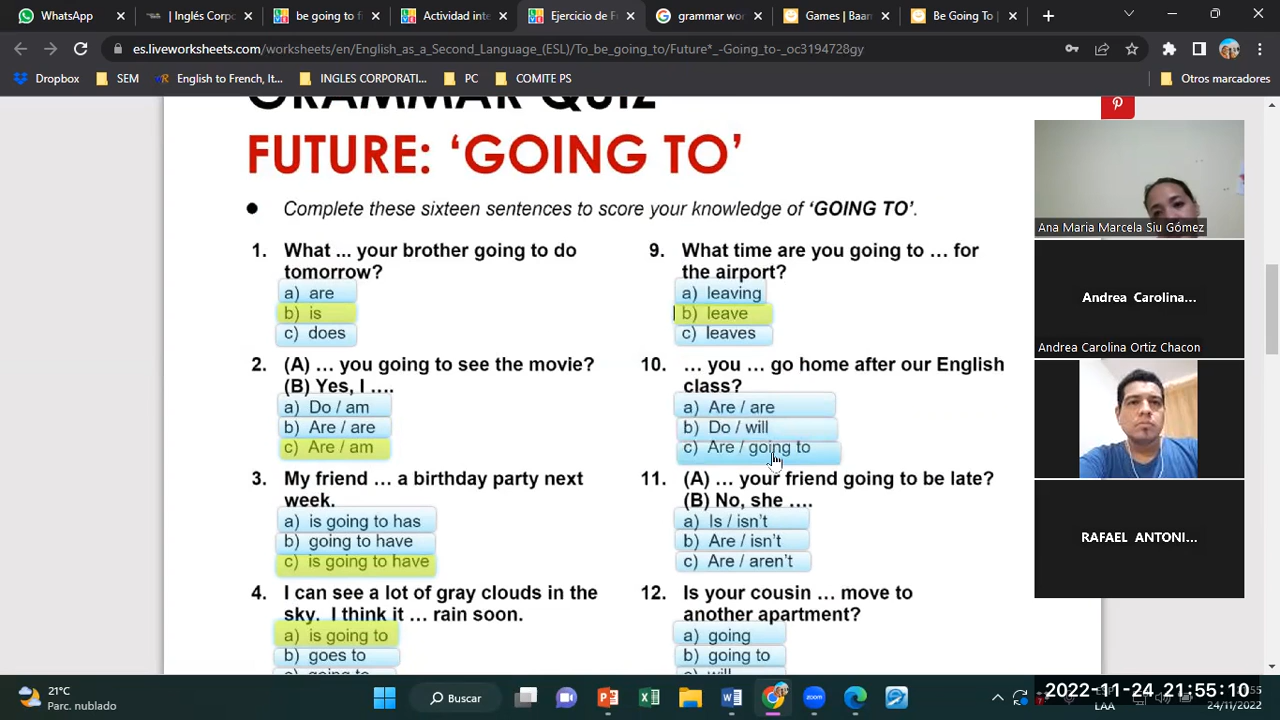 WhatsApp
| Inglés Corpo
be going to f
Actividad int
Ejercicio de F
grammar wo
Games | Baam
Be Going To |
es.liveworksheets.com/worksheets/en/English_as_a_Second_Language_(ESL)/To_be_going_to/Future*_-Going_to-_oc3194728gy
Dropbox
SEM
English to French, It...
INGLES CORPORATI...
PC
COMITE PS
Otros marcadores
GRAMMAR QUIZ
FUTURE: ‘GOING TO’
● Complete these sixteen sentences to score your knowledge of ‘GOING TO’.
1. What ... your brother going to do
tomorrow?
a) are
b) is
c) does
2. (A) … you going to see the movie?
(B) Yes, I ….
a) Do / am
b) Are / are
c) Are / am
3. My friend … a birthday party next
week.
a) is going to has
b) going to have
c) is going to have
4. I can see a lot of gray clouds in the
sky. I think it … rain soon.
a) is going to
b) goes to
c) going to
9. What time are you going to … for
the airport?
a) leaving
b) leave
c) leaves
10. … you … go home after our English
class?
a) Are / are
b) Do / will
c) Are / going to
11. (A) … your friend going to be late?
(B) No, she ….
a) Is / isn’t
b) Are / isn’t
c) Are / aren’t
12. Is your cousin … move to
another apartment?
a) going
b) going to
c) will
Ana Maria Marcela Siu Gómez
Andrea Carolina...
Andrea Carolina Ortiz Chacon
RAFAEL ANTONI...
21°C
Parc. nublado
Buscar
LAA
2022-11-24 21:55:10
24/11/2022